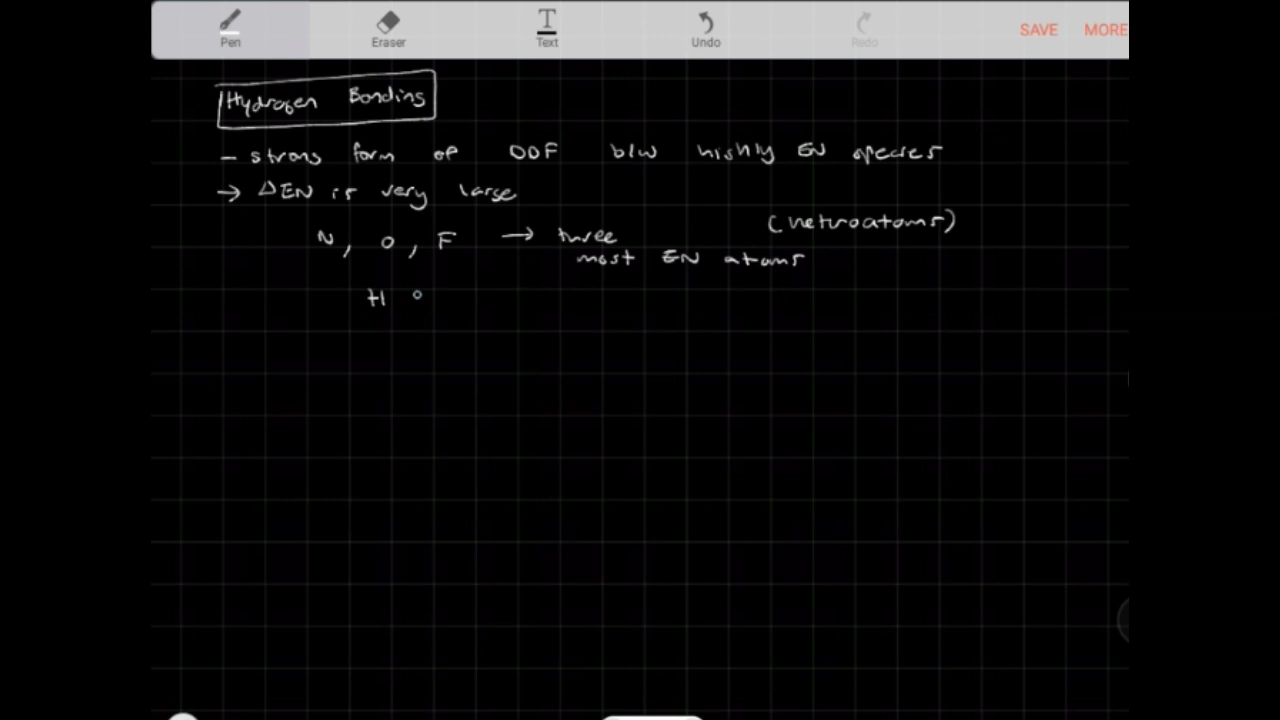 Pen Eraser Text Undo Redo SAVE MORE
Hydrogen Bonding
- strong form of DDF b/w highly EN species
→ ΔEN is very large
(hetroatoms)
N, O, F → three
most EN atoms
H O